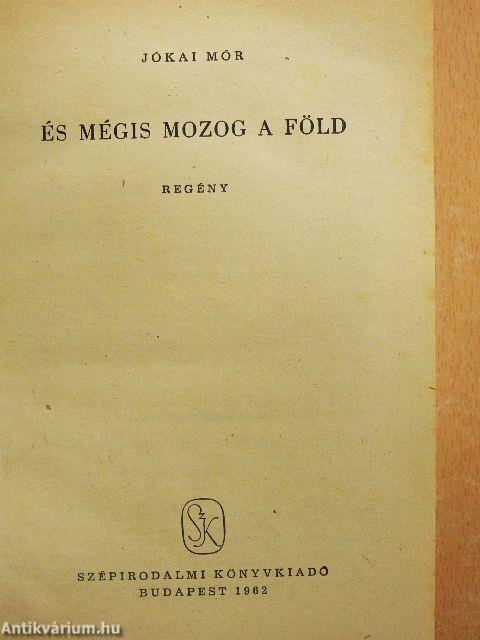 JÓKAI MÓR
ÉS MÉGIS MOZOG A FÖLD
REGÉNY
SzK
SZÉPIRODALMI KÖNYVKIADÓ
BUDAPEST 1962
Antikvárium.hu